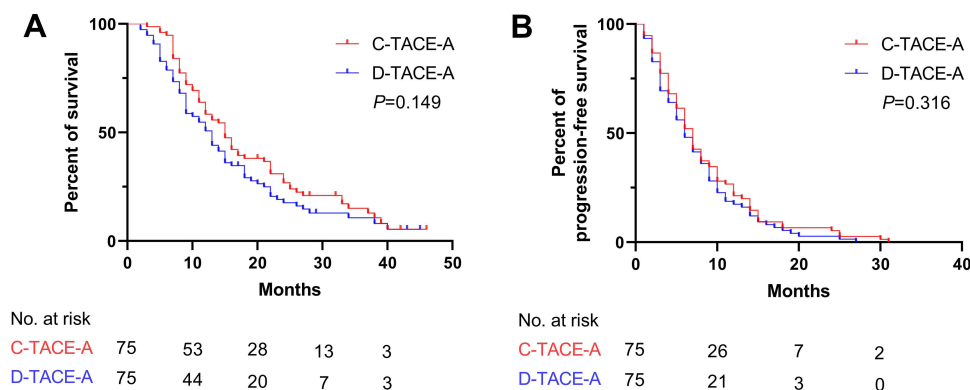 A
Percent of survival
100
50
0
0 10 20 30 40 50
Months
C-TACE-A
D-TACE-A
P=0.149
No. at risk
C-TACE-A 75 53 28 13 3
D-TACE-A 75 44 20 7 3
B
Percent of
progression-free survival
100
50
0
0 10 20 30 40
Months
C-TACE-A
D-TACE-A
P=0.316
No. at risk
C-TACE-A 75 26 7 2
D-TACE-A 75 21 3 0